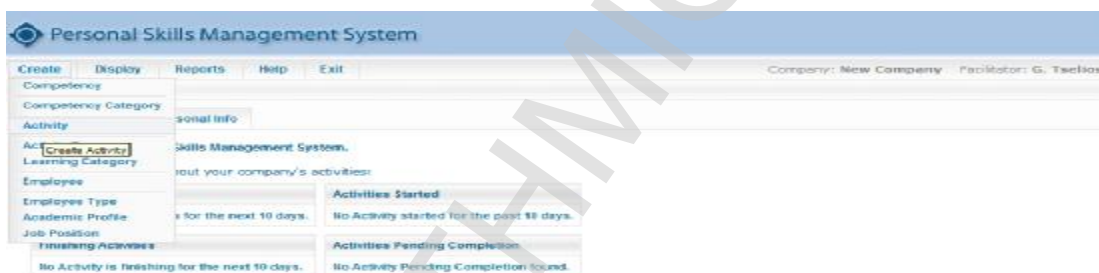 Personal Skills Management System
Create Display Reports Help Exit Company: New Company Facilitator: G. Tselios
Competency
Competency Category
Activity
sonal Info
Create Activity
Skills Management System.
Learning Category
out your company's activities:
Employee
Employee Type
Activities Started
Academic Profile
s for the next 10 days. No Activity started for the past 10 days.
Job Position
Finishing Activities Activities Pending Completion
No Activity is finishing for the next 10 days. No Activity Pending Completion found.